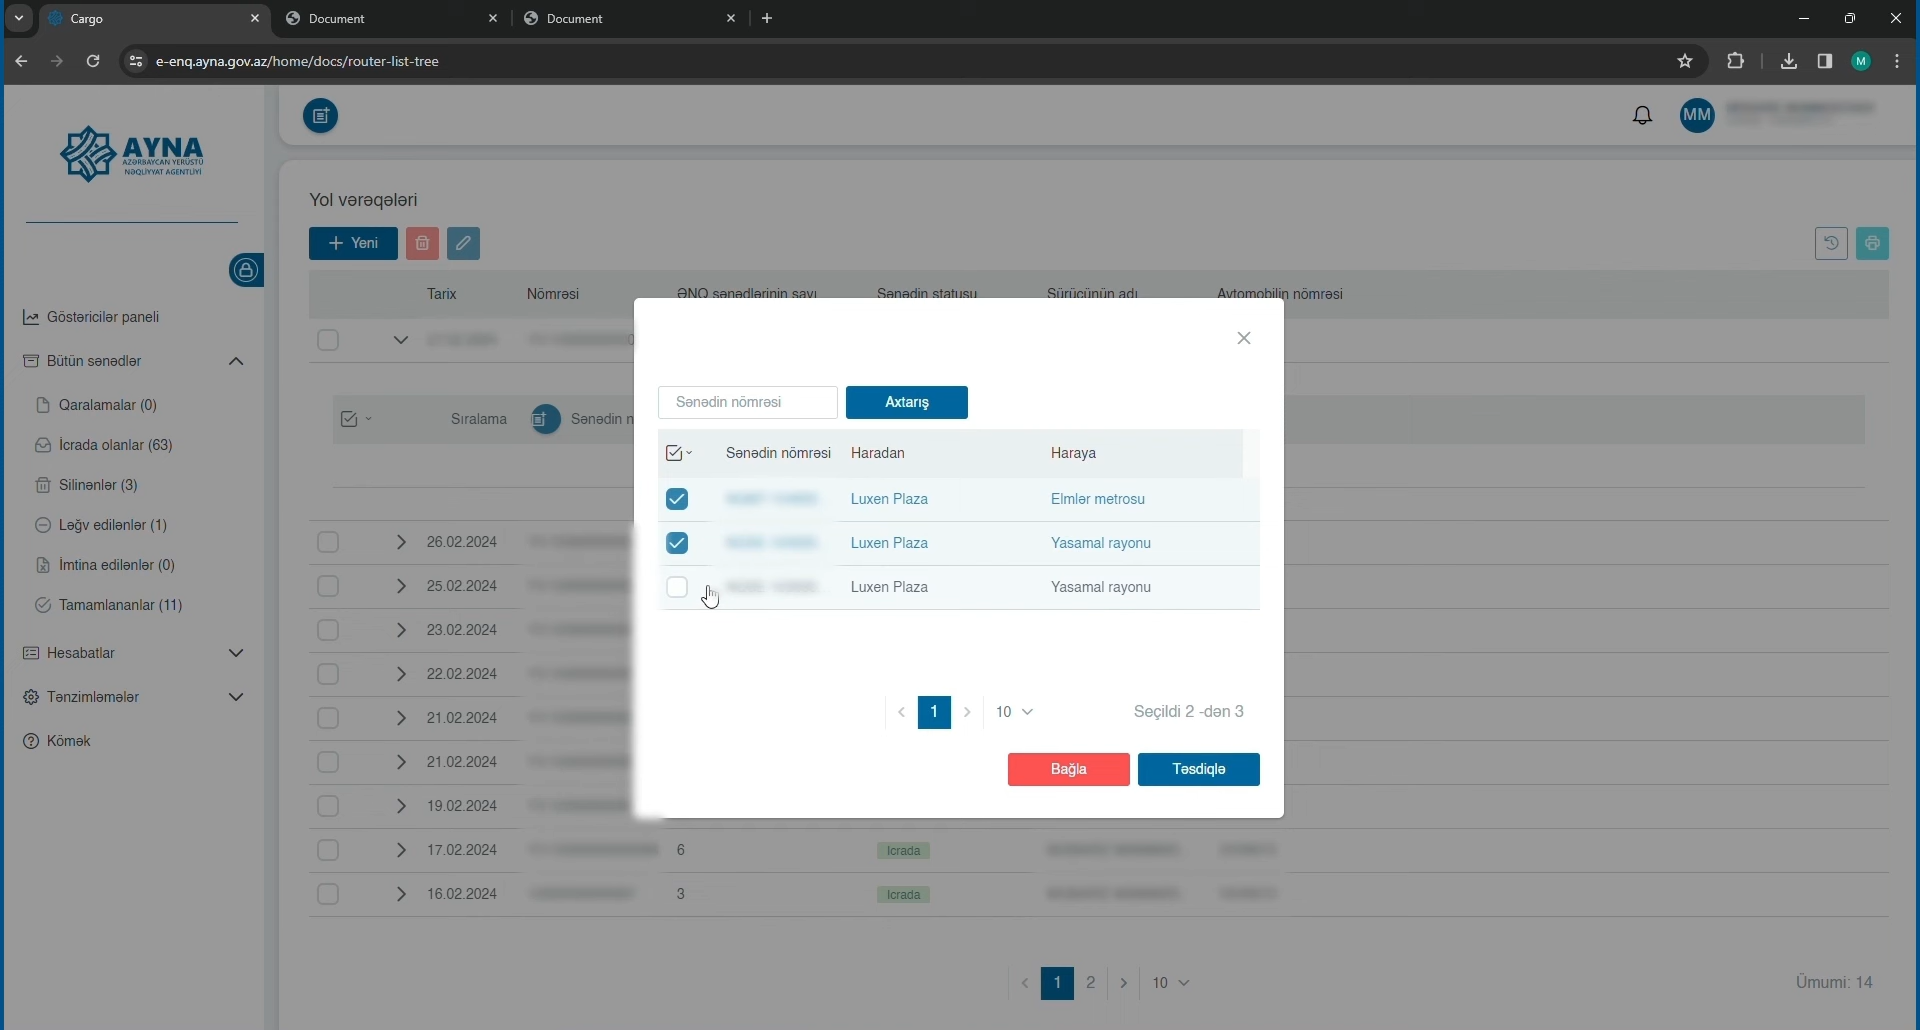 Cargo
Document
Document
e-enq.ayna.gov.az/home/docs/router-list-tree
M
AYNA
AZƏRBAYCAN YERÜSTÜ
NƏQLİYYAT AGENTLİYİ
MM
Yol vərəqələri
Yeni
Tarix Nömrəsi ƏNQ sənədlərinin sayı Sənədin statusu Sürücünün adı Avtomobilin nömrəsi
Göstəricilər paneli
Bütün sənədlər
Qaralamalar (0)
İcrada olanlar (63)
Silinənlər (3)
Ləğv edilənlər (1)
İmtina edilənlər (0)
Tamamlananlar (11)
Hesabatlar
Tənzimləmələr
Kömək
Sıralama Sənədin n
Sənədin nömrəsi Axtarış
Sənədin nömrəsi Haradan Haraya
Luxen Plaza Elmlər metrosu
Luxen Plaza Yasamal rayonu
Luxen Plaza Yasamal rayonu
1 10 Seçildi 2 -dən 3
Bağla Təsdiqlə
26.02.2024
25.02.2024
23.02.2024
22.02.2024
21.02.2024
21.02.2024
19.02.2024
17.02.2024 6 Icrada
16.02.2024 3 Icrada
1 2 10 Ümumi: 14